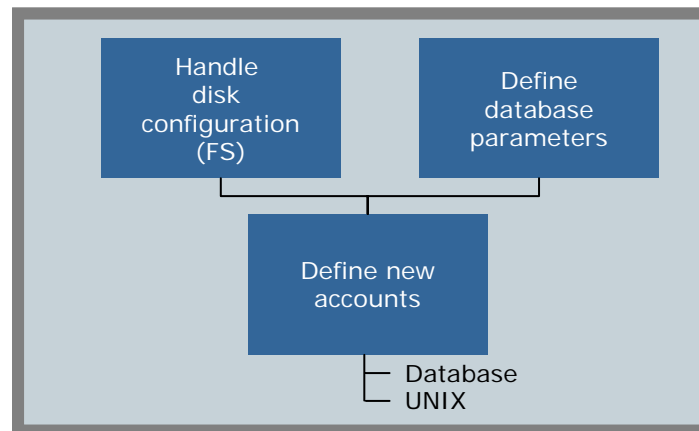 Handle
disk
configuration
(FS)
Define
database
parameters
Define new
accounts
Database
UNIX